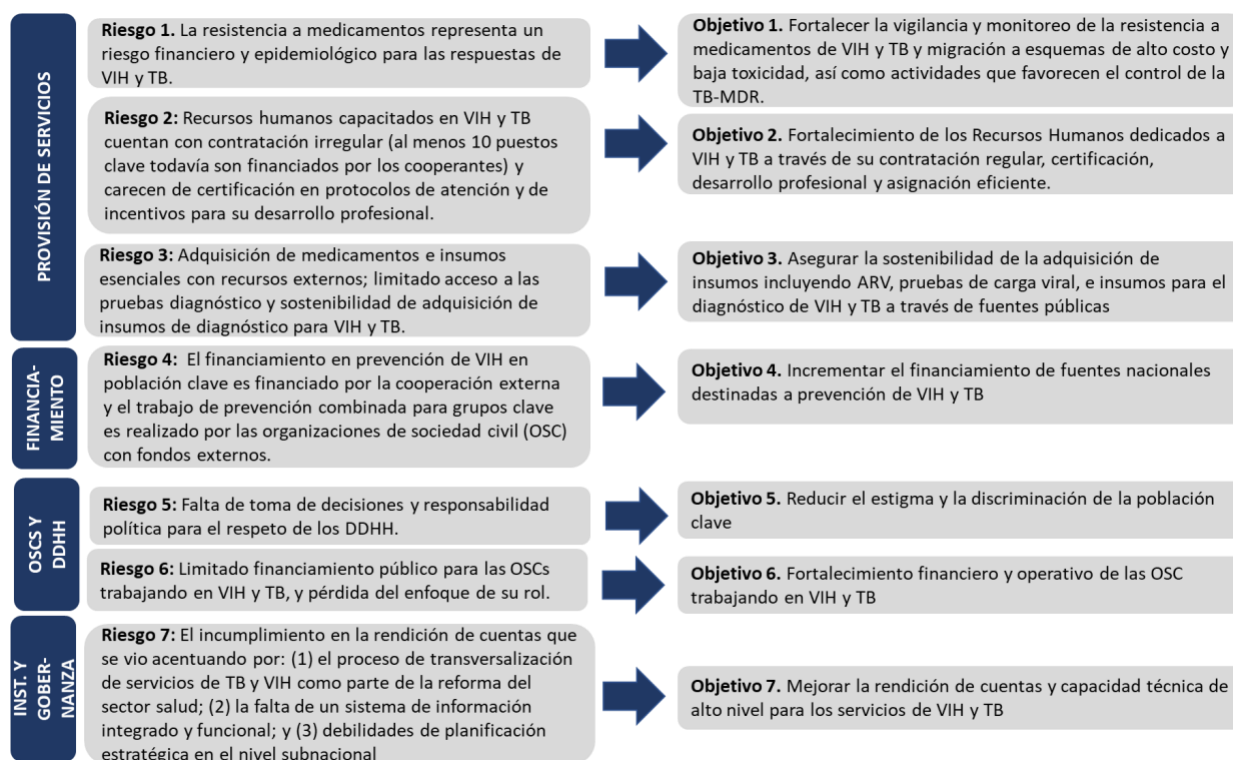 PROVISIÓN DE SERVICIOS
Riesgo 1. La resistencia a medicamentos representa un
riesgo financiero y epidemiológico para las respuestas de
VIH y TB.
Objetivo 1. Fortalecer la vigilancia y monitoreo de la resistencia a
medicamentos de VIH y TB y migración a esquemas de alto costo y
baja toxicidad, así como actividades que favorecen el control de la
TB-MDR.
Riesgo 2: Recursos humanos capacitados en VIH y TB
cuentan con contratación irregular (al menos 10 puestos
clave todavía son financiados por los cooperantes) y
carecen de certificación en protocolos de atención y de
incentivos para su desarrollo profesional.
Objetivo 2. Fortalecimiento de los Recursos Humanos dedicados a
VIH y TB a través de su contratación regular, certificación,
desarrollo profesional y asignación eficiente.
Riesgo 3: Adquisición de medicamentos e insumos
esenciales con recursos externos; limitado acceso a las
pruebas diagnóstico y sostenibilidad de adquisición de
insumos de diagnóstico para VIH y TB.
Objetivo 3. Asegurar la sostenibilidad de la adquisición de
insumos incluyendo ARV, pruebas de carga viral, e insumos para el
diagnóstico de VIH y TB a través de fuentes públicas
FINANCIA-
MIENTO
Riesgo 4: El financiamiento en prevención de VIH en
población clave es financiado por la cooperación externa
y el trabajo de prevención combinada para grupos clave
es realizado por las organizaciones de sociedad civil (OSC)
con fondos externos.
Objetivo 4. Incrementar el financiamiento de fuentes nacionales
destinadas a prevención de VIH y TB
OSCS Y
DDHH
Riesgo 5: Falta de toma de decisiones y responsabilidad
política para el respeto de los DDHH.
Objetivo 5. Reducir el estigma y la discriminación de la población
clave
Riesgo 6: Limitado financiamiento público para las OSCs
trabajando en VIH y TB, y pérdida del enfoque de su rol.
Objetivo 6. Fortalecimiento financiero y operativo de las OSC
trabajando en VIH y TB
INST. Y
GOBER-
NANZA
Riesgo 7: El incumplimiento en la rendición de cuentas que
se vio acentuando por: (1) el proceso de transversalización
de servicios de TB y VIH como parte de la reforma del
sector salud; (2) la falta de un sistema de información
integrado y funcional; y (3) debilidades de planificación
estratégica en el nivel subnacional
Objetivo 7. Mejorar la rendición de cuentas y capacidad técnica de
alto nivel para los servicios de VIH y TB